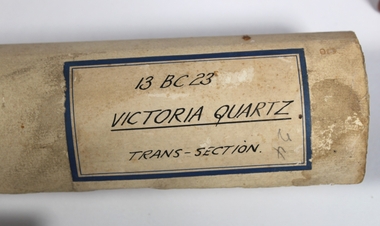 13 BC 23
VICTORIA QUARTZ.
TRANS-SECTION.